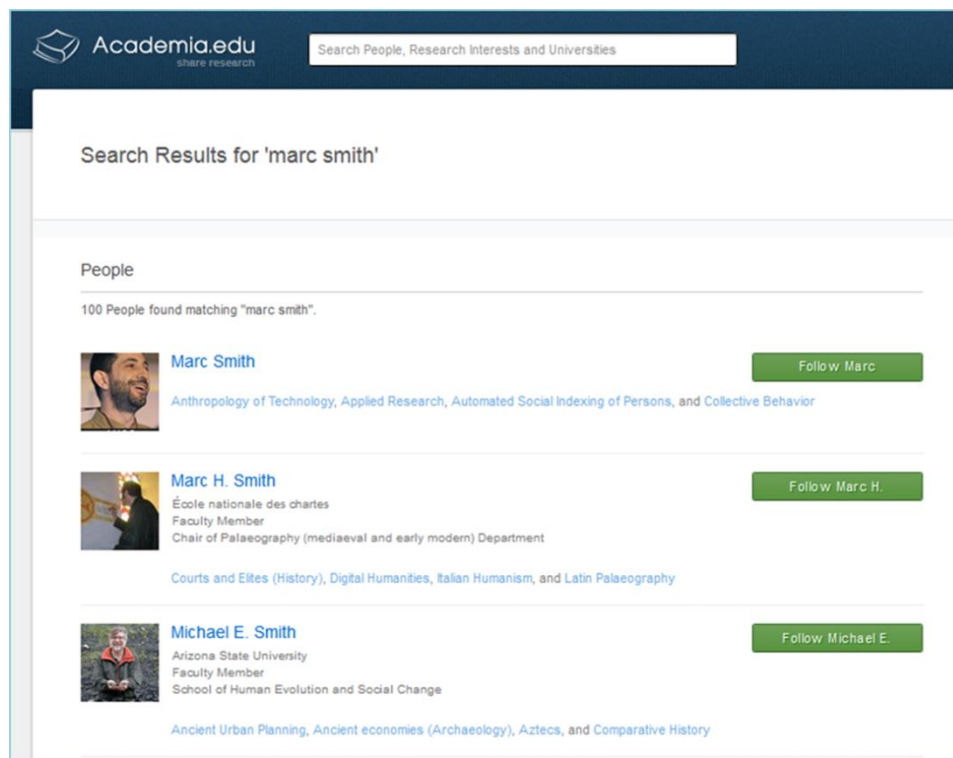 Academia.edu
share research
Search People, Research Interests and Universities
Search Results for 'marc smith'
People
100 People found matching "marc smith".
Marc Smith
Follow Marc
Anthropology of Technology, Applied Research, Automated Social Indexing of Persons, and Collective Behavior
Marc H. Smith
Follow Marc H.
École nationale des chartes
Faculty Member
Chair of Palaeography (mediaeval and early modern) Department
Courts and Elites (History), Digital Humanities, Italian Humanism, and Latin Palaeography
Michael E. Smith
Follow Michael E.
Arizona State University
Faculty Member
School of Human Evolution and Social Change
Ancient Urban Planning, Ancient economies (Archaeology), Aztecs, and Comparative History